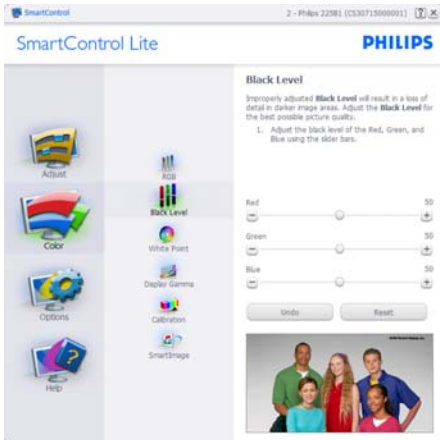 SmartControl
2 - Philips 225B1 (CS30715000001)
SmartControl Lite
PHILIPS
Adjust
Color
Options
Help
RGB
Black Level
White Point
Display Gamma
Calibration
SmartImage
Black Level
Improperly adjusted Black Level will result in a loss of
detail in darker image areas. Adjust the Black Level for
the best possible picture quality.
1. Adjust the black level of the Red, Green, and
Blue using the slider bars.
Red 50
Green 50
Blue 50
Undo Reset